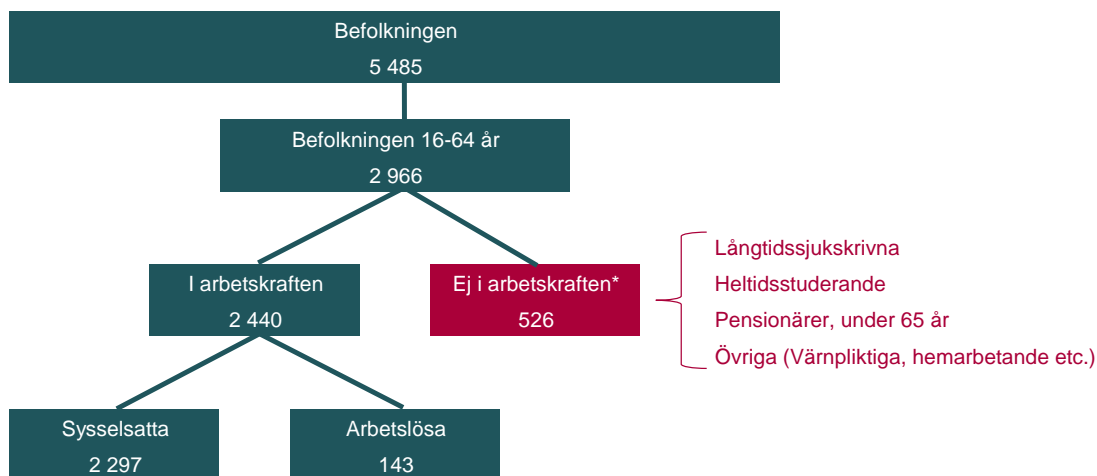 Befolkningen
5 485
Befolkningen 16-64 år
2 966
I arbetskraften
2 440
Ej i arbetskraften*
526
Långtidssjukskrivna
Heltidsstuderande
Pensionärer, under 65 år
Övriga (Värnpliktiga, hemarbetande etc.)
Sysselsatta
2 297
Arbetslösa
143